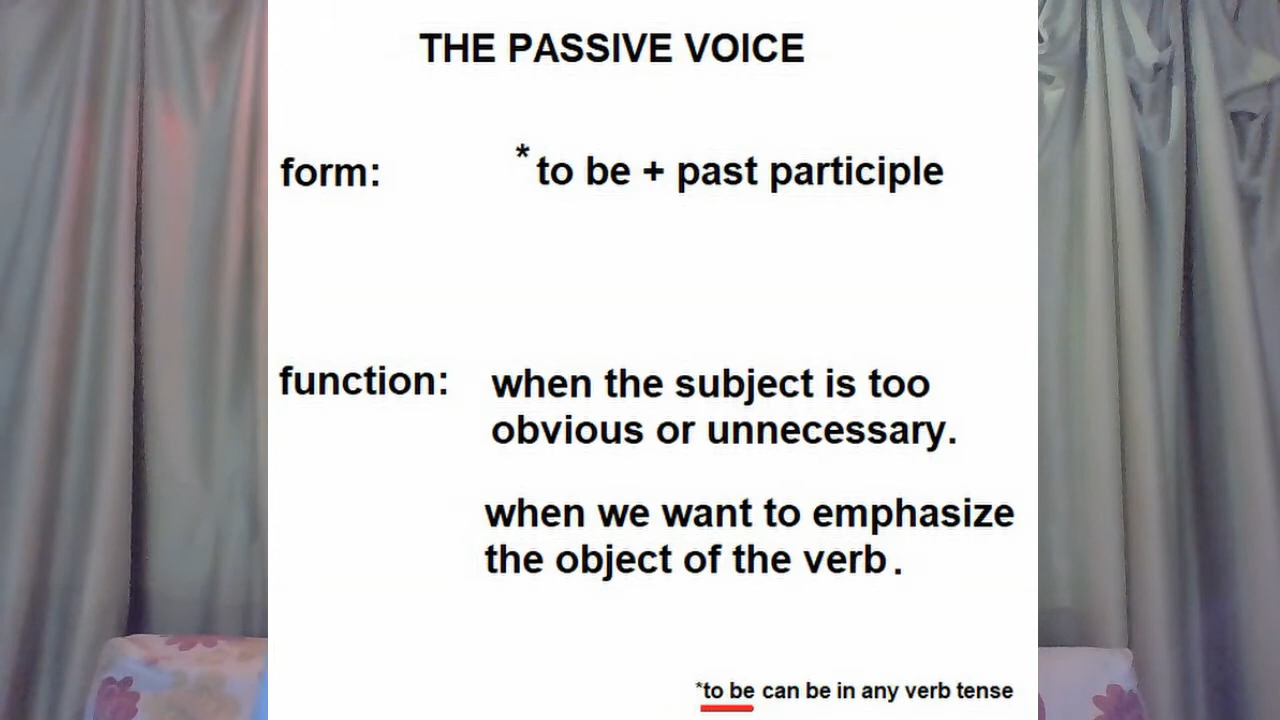 THE PASSIVE VOICE
form: * to be + past participle
function: when the subject is too
obvious or unnecessary.
when we want to emphasize
the object of the verb .
*to be can be in any verb tense